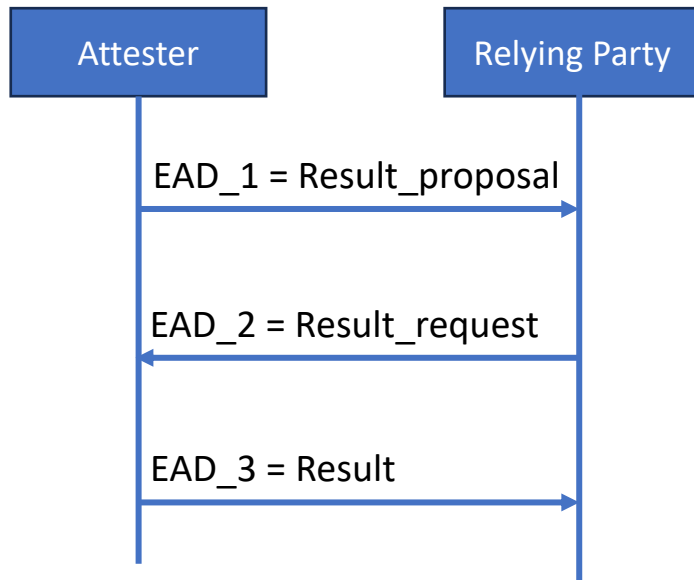 Attester
Relying Party
EAD_1 = Result_proposal
EAD_2 = Result_request
EAD_3 = Result